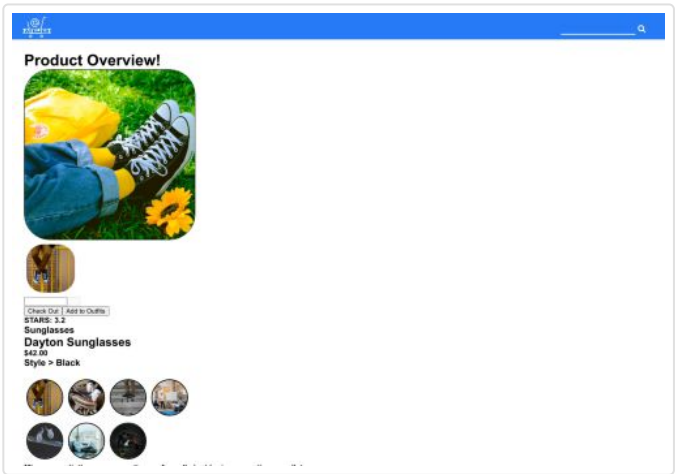 Product Overview!
Check Out Add to Outfits
STARS: 3.2
Sunglasses
Dayton Sunglasses
$42.00
Style > Black